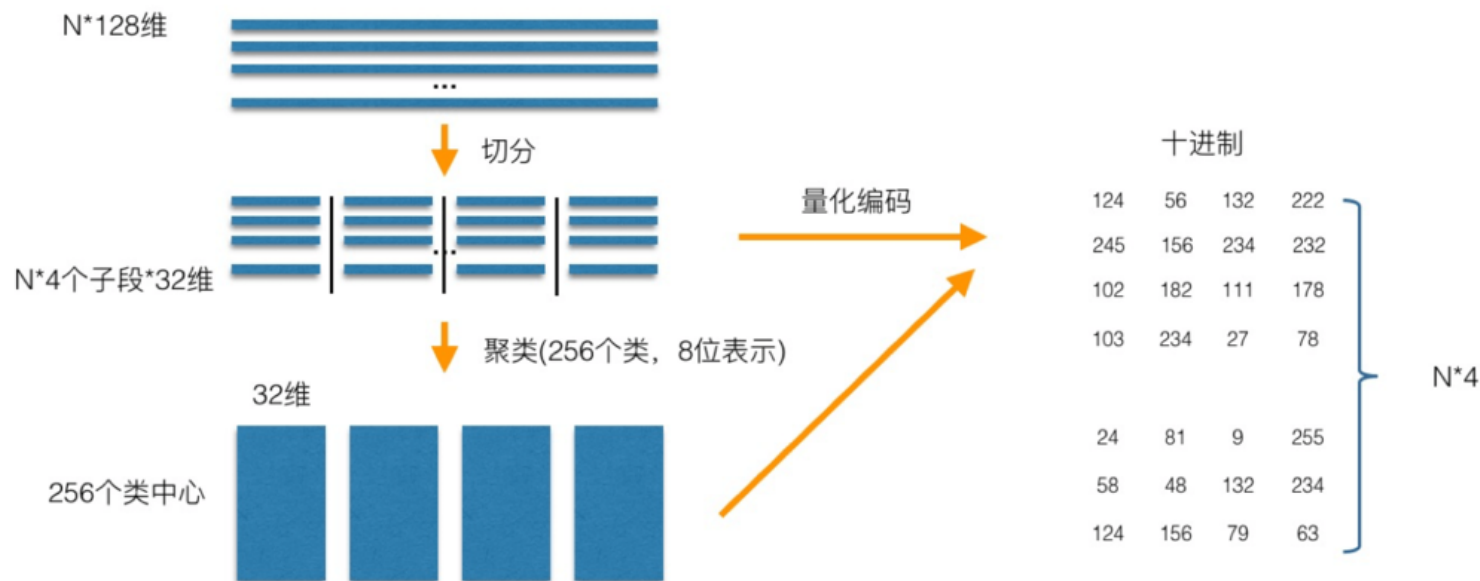 N*128维
...
切分
N*4个子段*32维
...
聚类(256个类，8位表示)
32维
256个类中心
量化编码
十进制
124 56 132 222
245 156 234 232
102 182 111 178
103 234 27 78
24 81 9 255
58 48 132 234
124 156 79 63
N*4